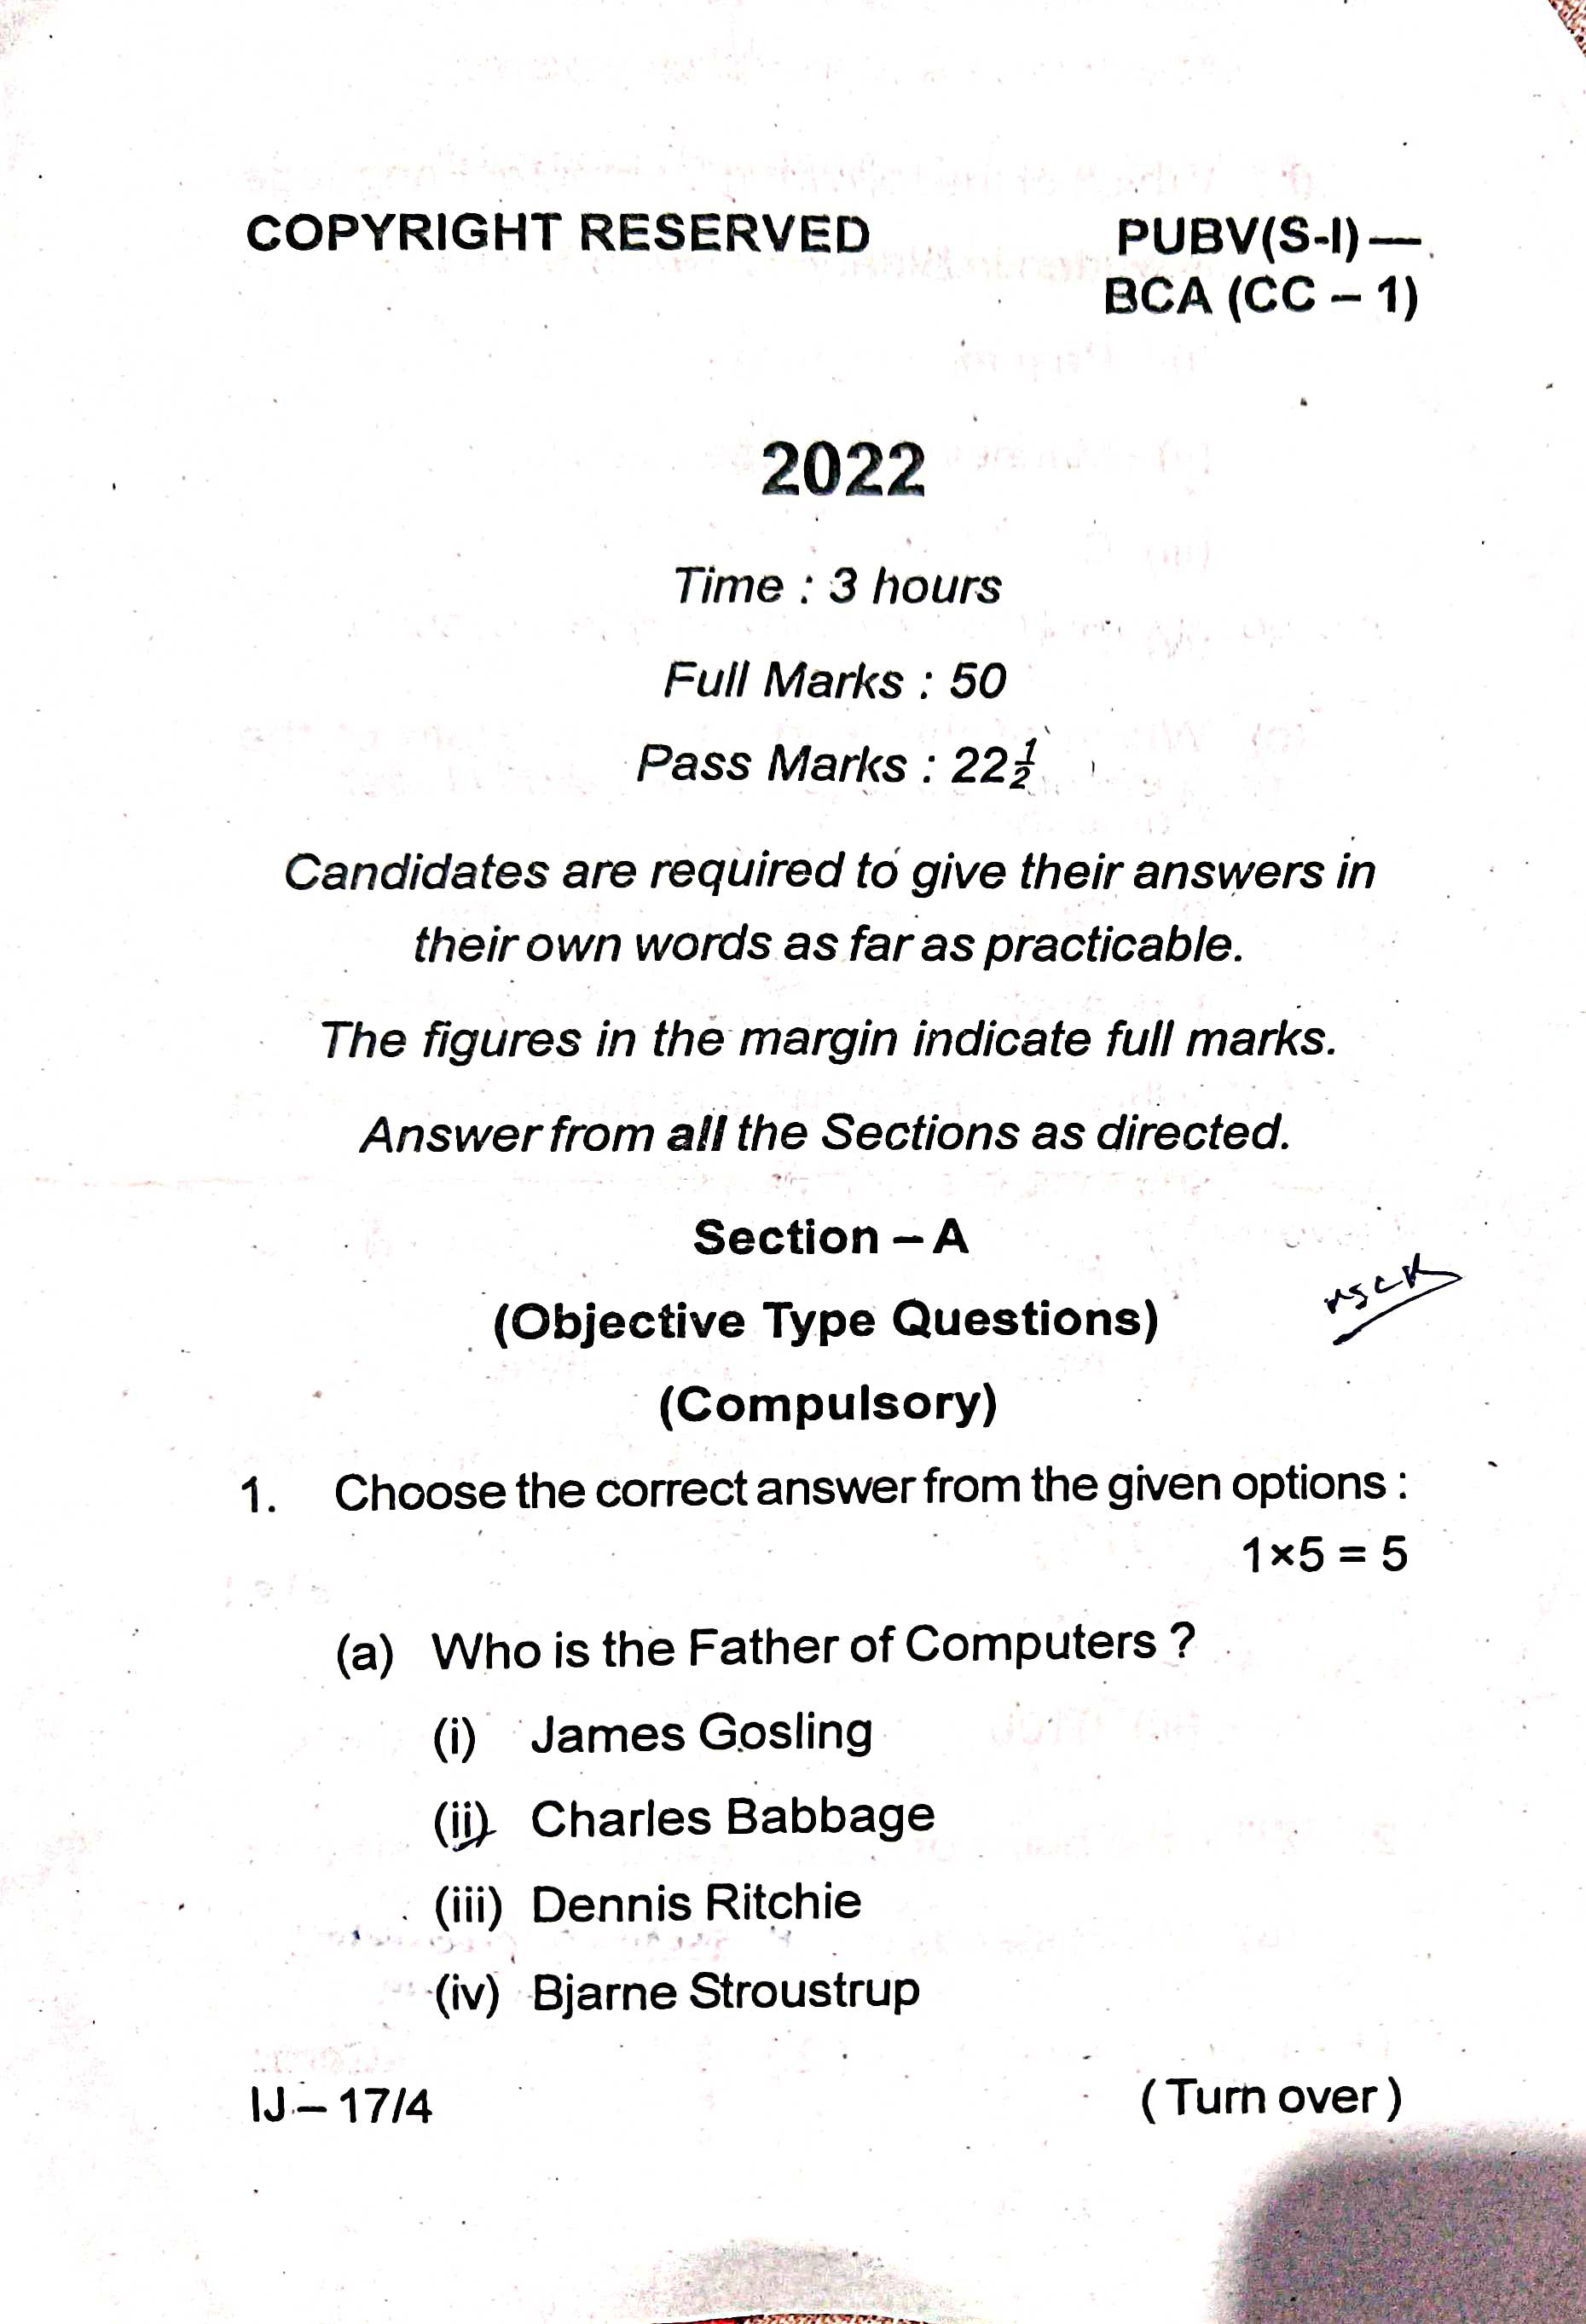 COPYRIGHT RESERVED
PUBV(S-I) —
BCA (CC – 1)
2022
Time : 3 hours
Full Marks : 50
Pass Marks : 22½
Candidates are required to give their answers in
their own words as far as practicable.
The figures in the margin indicate full marks.
Answer from all the Sections as directed.
Section – A
(Objective Type Questions)
(Compulsory)
1. Choose the correct answer from the given options :
1×5 = 5
(a) Who is the Father of Computers ?
(i) James Gosling
(ii) Charles Babbage
(iii) Dennis Ritchie
(iv) Bjarne Stroustrup
IJ – 17/4
( Turn over )